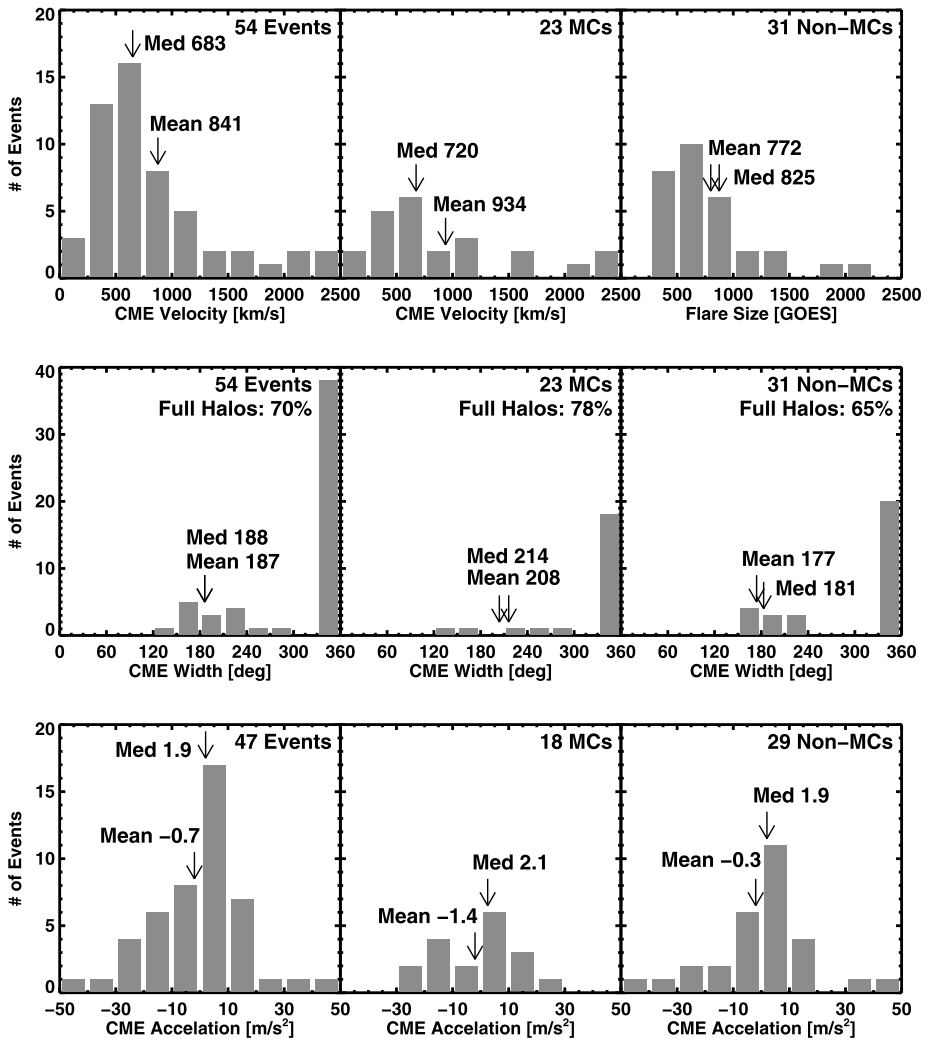 20
15
10
5
0
# of Events
54 Events
Med 683
Mean 841
23 MCs
Med 720
Mean 934
31 Non−MCs
Mean 772
Med 825
0 500 1000 1500 2000 2500 500 1000 1500 2000 2500 500 1000 1500 2000 2500
CME Velocity [km/s] CME Velocity [km/s] Flare Size [GOES]
40
30
20
10
0
# of Events
54 Events
Full Halos: 70%
Med 188
Mean 187
23 MCs
Full Halos: 78%
Med 214
Mean 208
31 Non−MCs
Full Halos: 65%
Mean 177
Med 181
0 60 120 180 240 300 360 60 120 180 240 300 360 60 120 180 240 300 360
CME Width [deg] CME Width [deg] CME Width [deg]
20
15
10
5
0
# of Events
47 Events
Med 1.9
Mean −0.7
18 MCs
Med 2.1
Mean −1.4
29 Non−MCs
Med 1.9
Mean −0.3
−50 −30 −10 10 30 50 −30 −10 10 30 50 −30 −10 10 30 50
CME Accelation [m/s²] CME Accelation [m/s²] CME Accelation [m/s²]